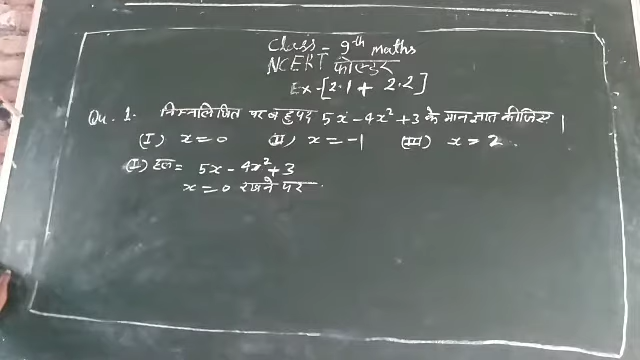 Class - 9th maths
NCERT फोल्डर
Ex-[2.1 + 2.2]
Qu. 1. निम्नलिखित पर बहुपद 5x - 4x² + 3 के मान ज्ञात कीजिए |
(I) x = 0 (II) x = -1 (III) x = 2 .
(I) हल = 5x - 4x² + 3
x = 0 रखने पर